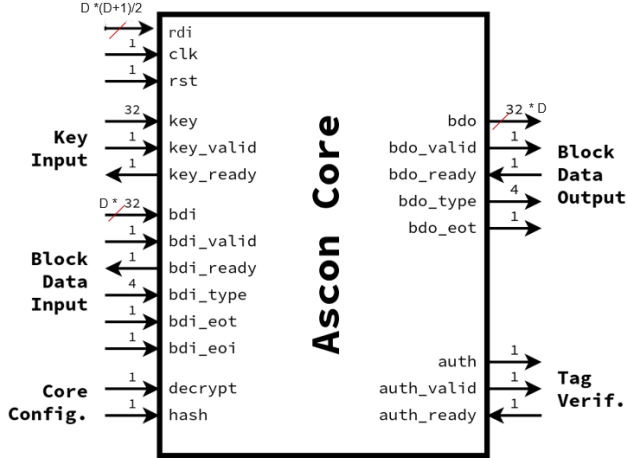 D *(D+1)/2
rdi
1
clk
1
rst
Key
Input
32
key
1
key_valid
1
key_ready
Block
Data
Input
D * 32
bdi
1
bdi_valid
1
bdi_ready
4
bdi_type
1
bdi_eot
1
bdi_eoi
Core
Config.
1
decrypt
1
hash
Ascon Core
bdo
32 * D
bdo_valid
1
bdo_ready
1
bdo_type
4
bdo_eot
1
Block
Data
Output
auth
1
auth_valid
1
auth_ready
1
Tag
Verif.